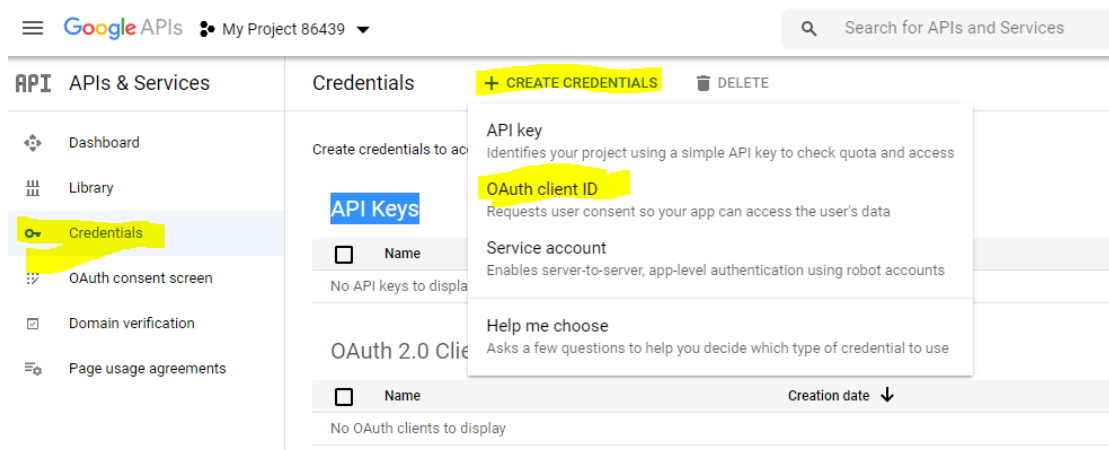 Google APIs My Project 86439 Search for APIs and Services
API APIs & Services
Dashboard
Library
Credentials
OAuth consent screen
Domain verification
Page usage agreements
Credentials + CREATE CREDENTIALS DELETE
Create credentials to ac
API key
Identifies your project using a simple API key to check quota and access
OAuth client ID
Requests user consent so your app can access the user's data
Service account
Enables server-to-server, app-level authentication using robot accounts
Help me choose
Asks a few questions to help you decide which type of credential to use
API Keys
Name
No API keys to displa
OAuth 2.0 Clie
Name Creation date
No OAuth clients to display